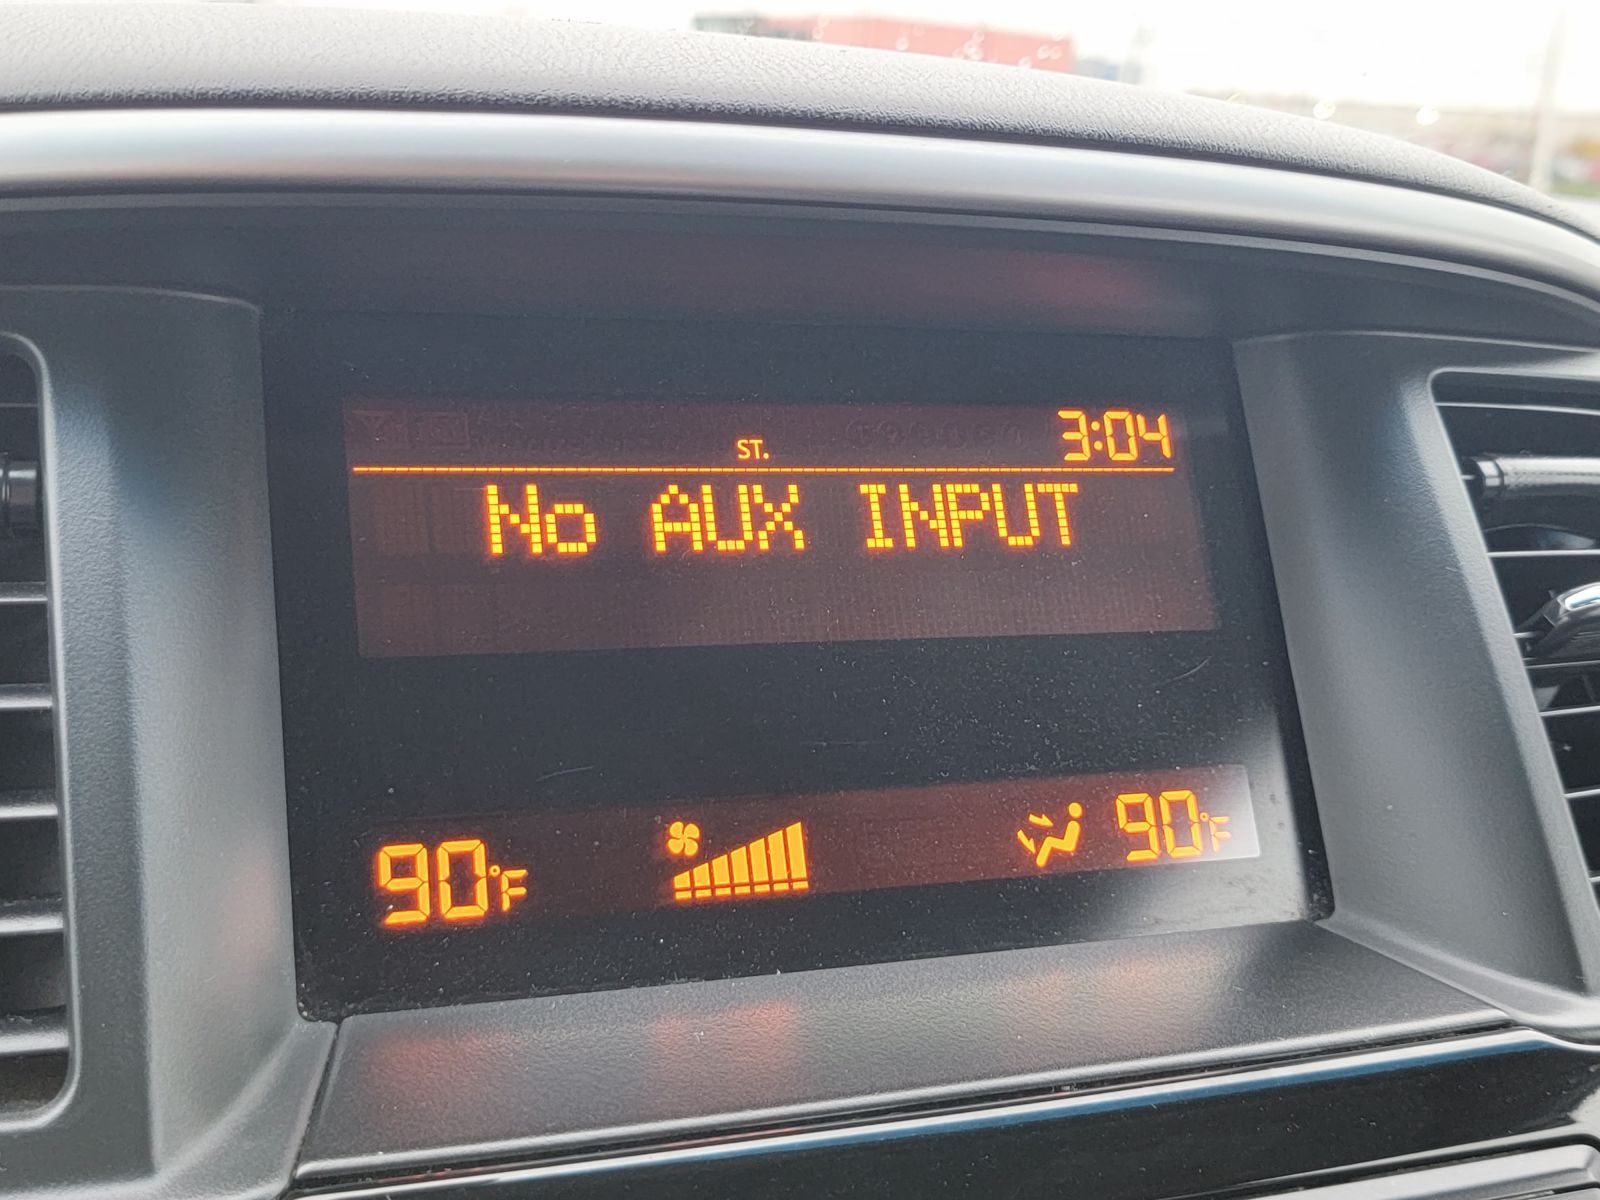 ST. 3:04
No AUX INPUT
90°F 90°F